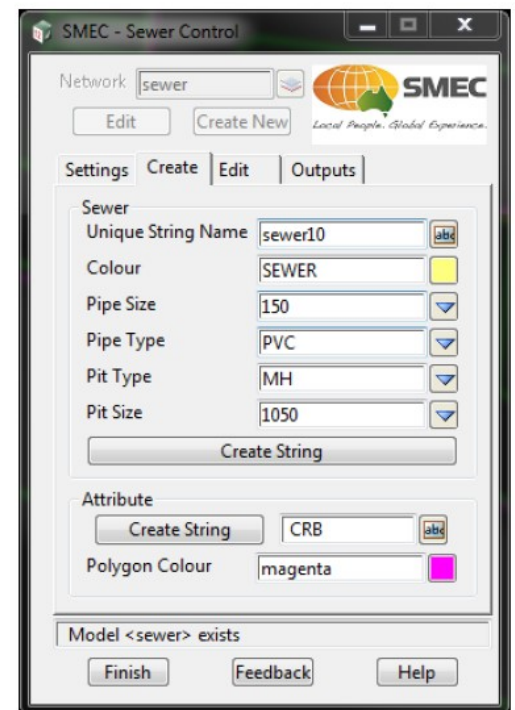 SMEC - Sewer Control
Network sewer
Edit Create New
SMEC
Local People. Global Experience.
Settings Create Edit Outputs
Sewer
Unique String Name sewer10 abc
Colour SEWER
Pipe Size 150
Pipe Type PVC
Pit Type MH
Pit Size 1050
Create String
Attribute
Create String CRB abc
Polygon Colour magenta
Model <sewer> exists
Finish Feedback Help